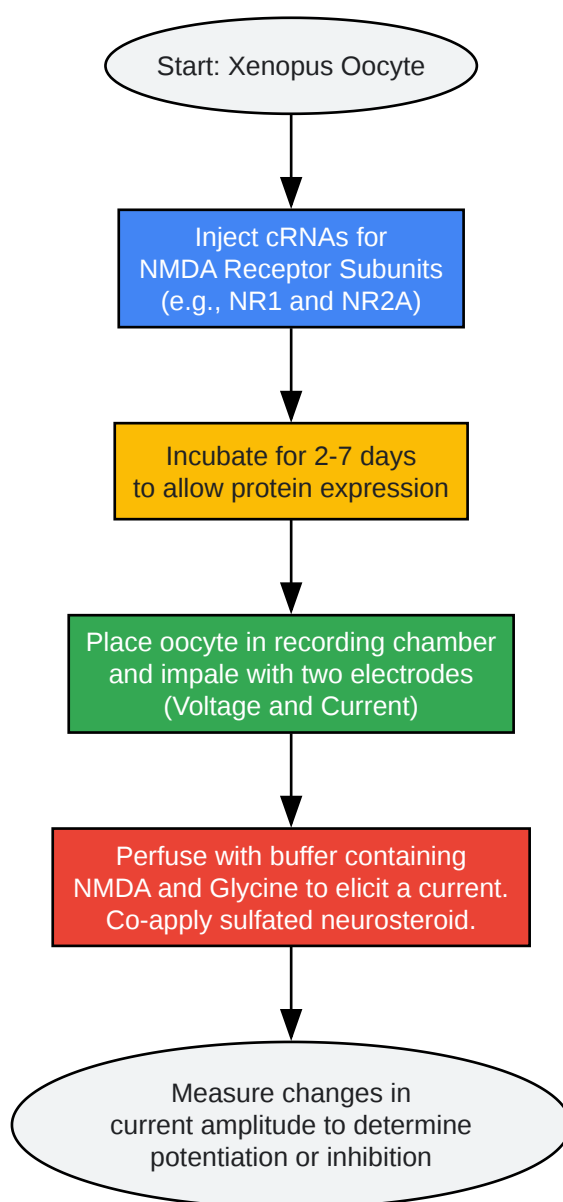 Start: Xenopus Oocyte
Inject cRNAs for
NMDA Receptor Subunits
(e.g., NR1 and NR2A)
Incubate for 2-7 days
to allow protein expression
Place oocyte in recording chamber
and impale with two electrodes
(Voltage and Current)
Perfuse with buffer containing
NMDA and Glycine to elicit a current.
Co-apply sulfated neurosteroid.
Measure changes in
current amplitude to determine
potentiation or inhibition